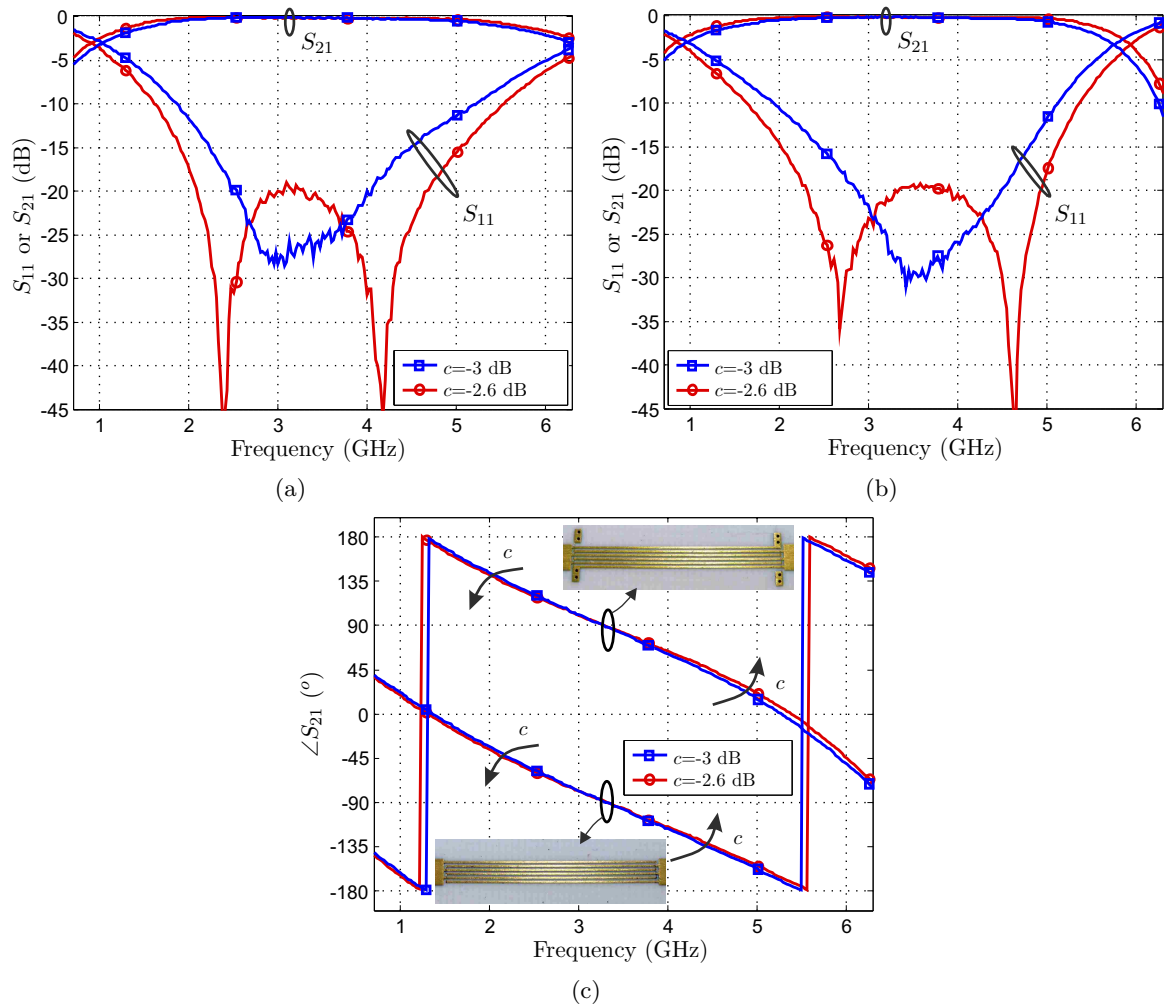 0
-5
-10
-15
-20
-25
-30
-35
-40
-45
S11 or S21 (dB)
S21
S11
c=-3 dB
c=-2.6 dB
1 2 3 4 5 6
Frequency (GHz)
(a)
0
-5
-10
-15
-20
-25
-30
-35
-40
-45
S11 or S21 (dB)
S21
S11
c=-3 dB
c=-2.6 dB
1 2 3 4 5 6
Frequency (GHz)
(b)
180
135
90
45
0
-45
-90
-135
-180
∠S21 (o)
c
c
c
c
c=-3 dB
c=-2.6 dB
1 2 3 4 5 6
Frequency (GHz)
(c)